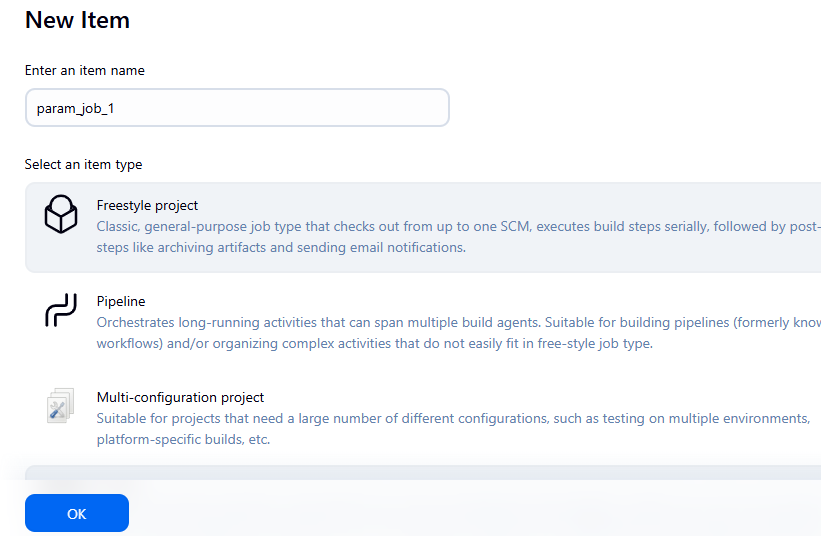 New Item
Enter an item name
param_job_1
Select an item type
Freestyle project
Classic, general-purpose job type that checks out from up to one SCM, executes build steps serially, followed by post-
steps like archiving artifacts and sending email notifications.
Pipeline
Orchestrates long-running activities that can span multiple build agents. Suitable for building pipelines (formerly know
workflows) and/or organizing complex activities that do not easily fit in free-style job type.
Multi-configuration project
Suitable for projects that need a large number of different configurations, such as testing on multiple environments,
platform-specific builds, etc.
OK